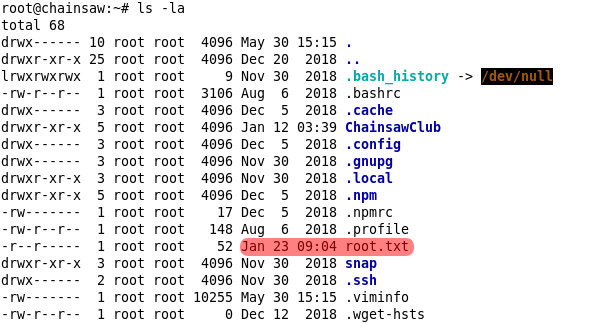 root@chainsaw:~# ls -la
total 68
drwx------ 10 root root  4096 May 30 15:15 .
drwxr-xr-x 25 root root  4096 Dec 20  2018 ..
lrwxrwxrwx  1 root root     9 Nov 30  2018 .bash_history -> /dev/null
-rw-r--r--  1 root root  3106 Aug  6  2018 .bashrc
drwx------  3 root root  4096 Dec  5  2018 .cache
drwxr-xr-x  5 root root  4096 Jan 12 03:39 ChainsawClub
drwx------  3 root root  4096 Dec  5  2018 .config
drwx------  3 root root  4096 Nov 30  2018 .gnupg
drwxr-xr-x  3 root root  4096 Nov 30  2018 .local
drwxr-xr-x  5 root root  4096 Dec  5  2018 .npm
-rw-------  1 root root    17 Dec  5  2018 .npmrc
-rw-r--r--  1 root root   148 Aug  6  2018 .profile
-r--r-----  1 root root    52 Jan 23 09:04 root.txt
drwxr-xr-x  3 root root  4096 Nov 30  2018 snap
drwx------  2 root root  4096 Nov 30  2018 .ssh
-rw-------  1 root root 10255 May 30 15:15 .viminfo
-rw-r--r--  1 root root     0 Dec 12  2018 .wget-hsts